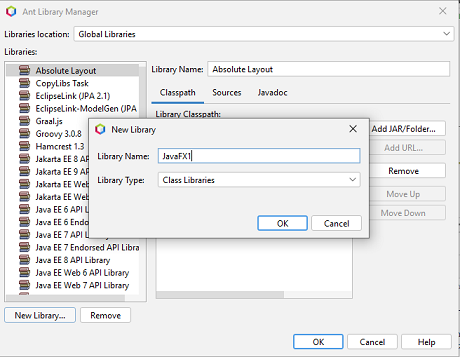 Ant Library Manager
Libraries location: Global Libraries
Libraries:
Absolute Layout
CopyLibs Task
EclipseLink (JPA 2.1)
EclipseLink-ModelGen (JPA
Graal.js
Groovy 3.0.8
Hamcrest 1.3
Jakarta EE 8 API
Jakarta EE 9 API
Jakarta EE Web
Jakarta EE Web
Java EE 6 API L
Java EE 6 Endo
Java EE 7 API L
Java EE 7 Endorsed API Libra
Java EE 8 API Library
Java EE Web 6 API Library
Java EE Web 7 API Library
New Library...
Remove
Library Name: Absolute Layout
Classpath Sources Javadoc
Library Classpath:
Add JAR/Folder...
Add URL...
Remove
Move Up
Move Down
New Library
Library Name: JavaFX1
Library Type: Class Libraries
OK Cancel
OK Cancel Help